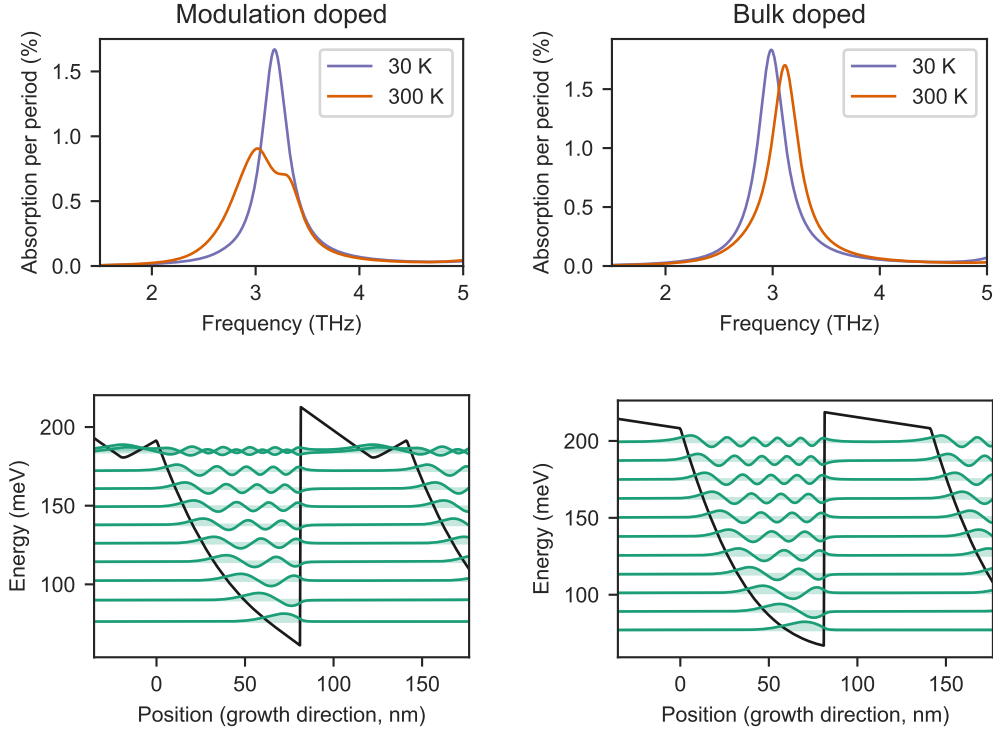 Modulation doped
Absorption per period (%)
1.5
1.0
0.5
0.0
30 K
300 K
2
3
4
5
Frequency (THz)
Bulk doped
Absorption per period (%)
1.5
1.0
0.5
0.0
30 K
300 K
2
3
4
5
Frequency (THz)
Energy (meV)
200
150
100
0
50
100
150
Position (growth direction, nm)
Energy (meV)
200
150
100
0
50
100
150
Position (growth direction, nm)